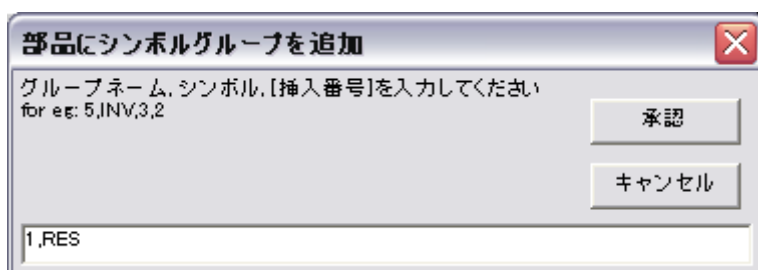 部品にシンボルグループを追加
グループネーム,シンボル,[挿入番号]を入力してください
for eg: 5,INV,3,2
承認
キャンセル
1,RES